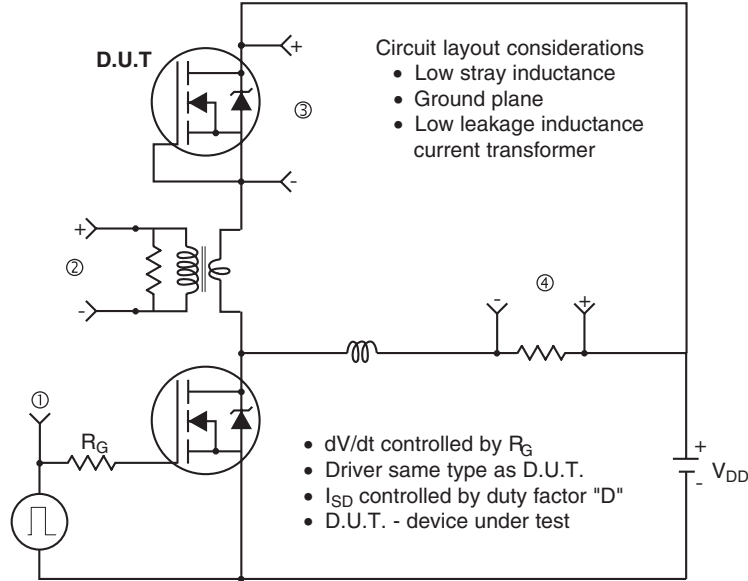 D.U.T
+
③
-
Circuit layout considerations
• Low stray inductance
• Ground plane
• Low leakage inductance
current transformer
+
②
-
④
-
+
①
R_G
• dV/dt controlled by R_G
• Driver same type as D.U.T.
• I_SD controlled by duty factor "D"
• D.U.T. - device under test
+
V_DD
-